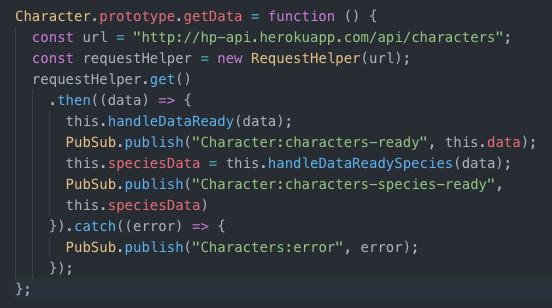 Character.prototype.getData = function () {
const url = "http://hp-api.herokuapp.com/api/characters";
const requestHelper = new RequestHelper(url);
requestHelper.get()
.then((data) => {
this.handleDataReady(data);
PubSub.publish("Character:characters-ready", this.data);
this.speciesData = this.handleDataReadySpecies(data);
PubSub.publish("Character:characters-species-ready",
this.speciesData)
}).catch((error) => {
PubSub.publish("Characters:error", error);
});
};